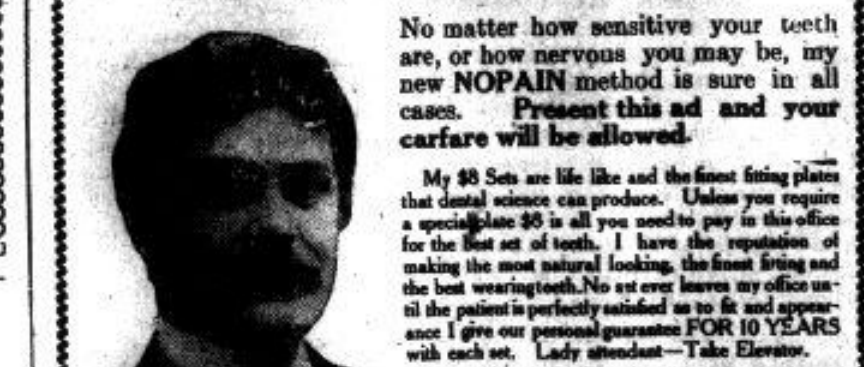 No matter how sensitive your teeth
are, or how nervous you may be, my
new NOPAIN method is sure in all
cases. Present this ad and your
carfare will be allowed.
My $8 Sets are life like and the finest fitting plates
that dental science can produce. Unless you require
a special plate $8 is all you need to pay in this office
for the best set of teeth. I have the reputation of
making the most natural looking, the finest fitting and
the best wearing teeth. No set ever leaves my office un-
til the patient is perfectly satisfied as to fit and appear-
ance I give our personal guarantee FOR 10 YEARS
with each set. Lady attendant—Take Elevator.